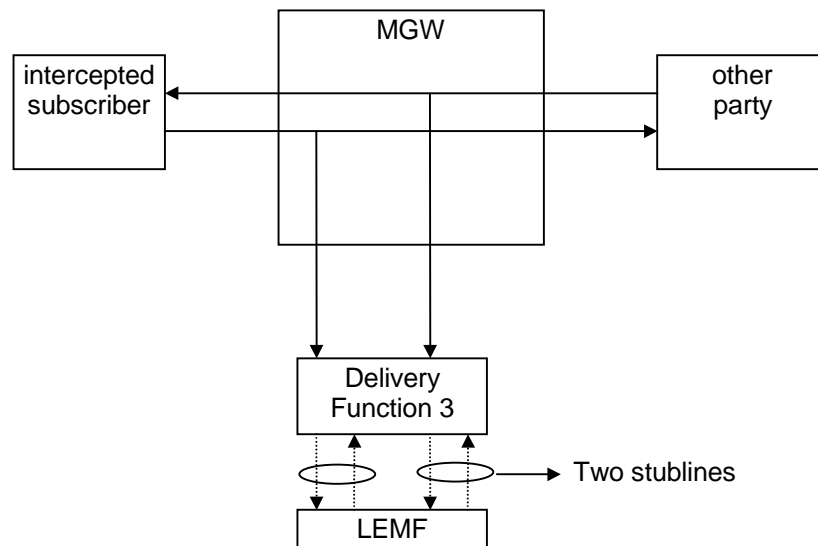 MGW
intercepted
subscriber
other
party
Delivery
Function 3
Two stublines
LEMF